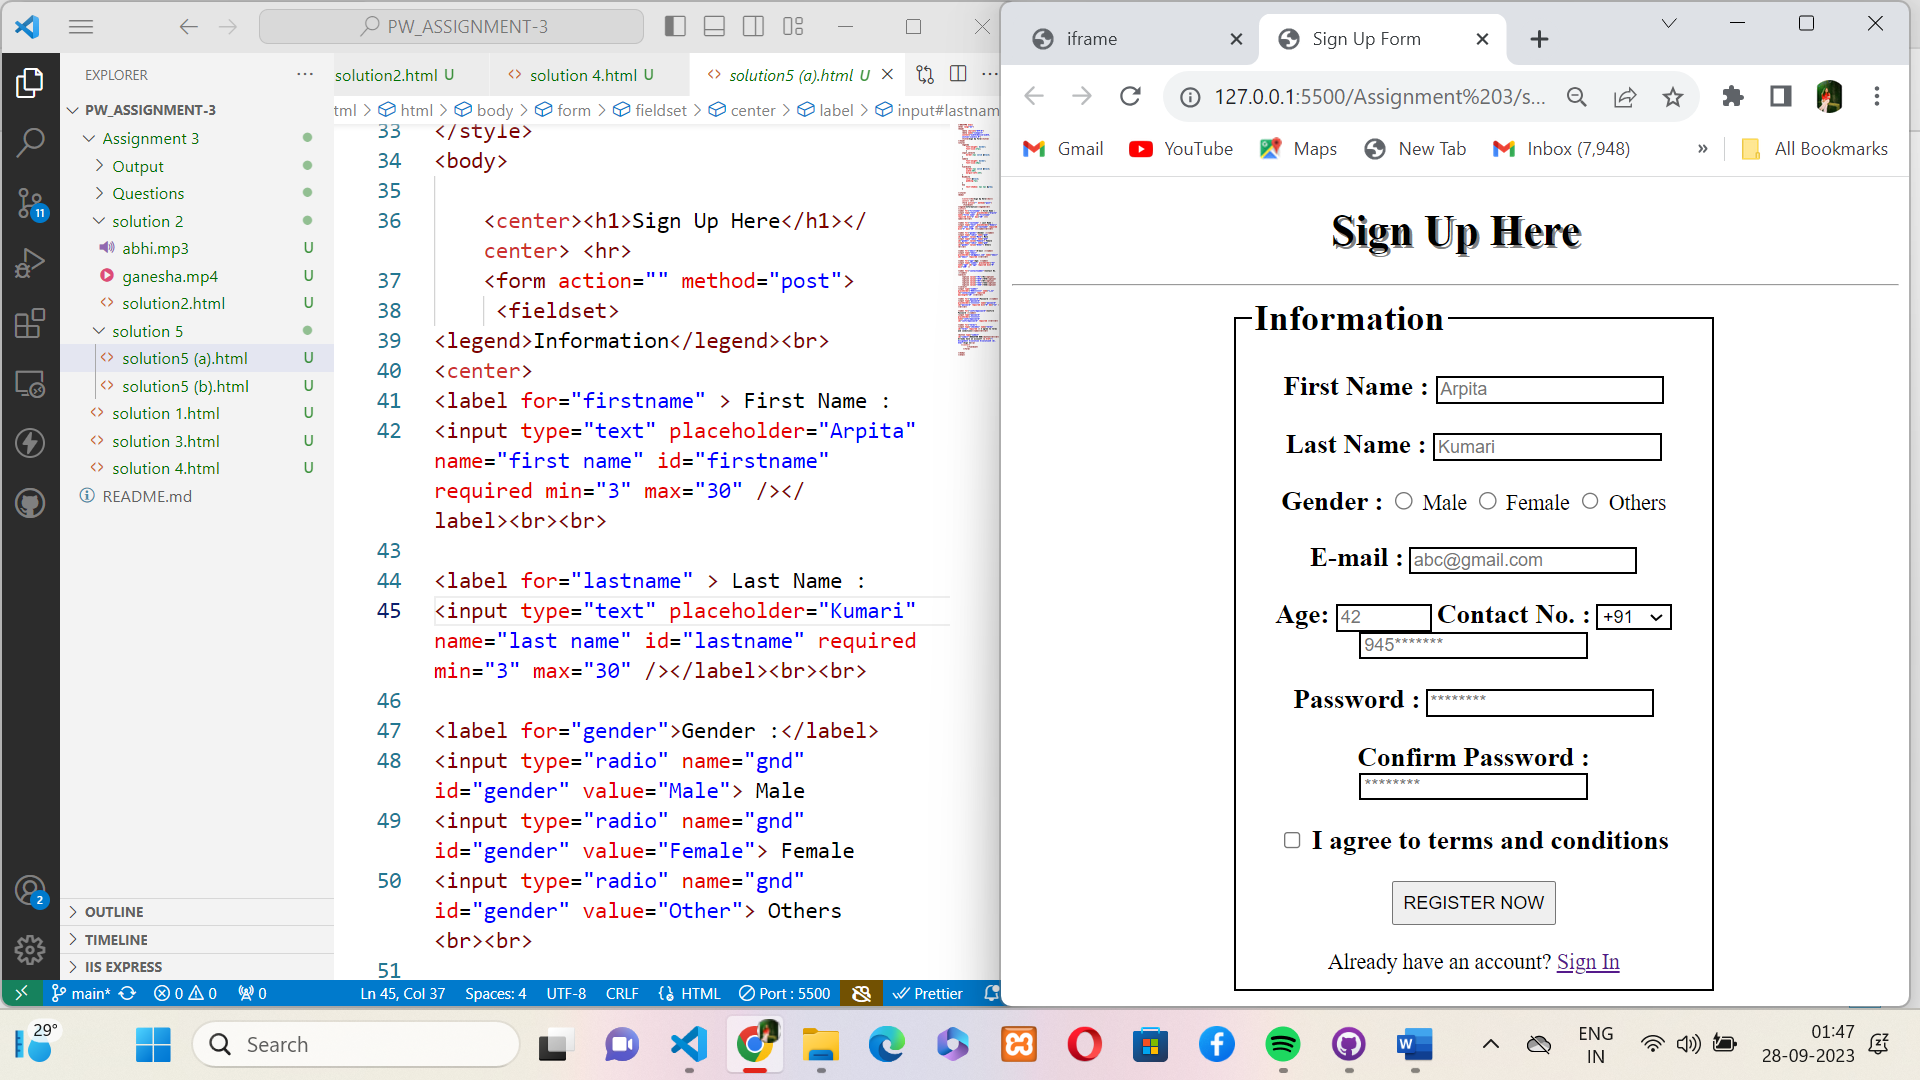 PW_ASSIGNMENT-3
EXPLORER
PW_ASSIGNMENT-3
Assignment 3
Output
Questions
solution 2
abhi.mp3 U
ganesha.mp4 U
solution2.html U
solution 5
solution5 (a).html U
solution5 (b).html U
solution 1.html U
solution 3.html U
solution 4.html U
README.md
OUTLINE
TIMELINE
IIS EXPRESS
11
2
solution2.html U
solution 4.html U
solution5 (a).html U
tml > html > body > form > fieldset > center > label > input#lastnam
33 </style>
34 <body>
35
36 <center><h1>Sign Up Here</h1></
center> <hr>
37 <form action="" method="post">
38 <fieldset>
39 <legend>Information</legend><br>
40 <center>
41 <label for="firstname" > First Name :
42 <input type="text" placeholder="Arpita"
name="first name" id="firstname"
required min="3" max="30" /></
label><br><br>
43
44 <label for="lastname" > Last Name :
45 <input type="text" placeholder="Kumari"
name="last name" id="lastname" required
min="3" max="30" /></label><br><br>
46
47 <label for="gender">Gender :</label>
48 <input type="radio" name="gnd"
id="gender" value="Male"> Male
49 <input type="radio" name="gnd"
id="gender" value="Female"> Female
50 <input type="radio" name="gnd"
id="gender" value="Other"> Others
<br><br>
51
main* 0 0 0 Ln 45, Col 37 Spaces: 4 UTF-8 CRLF HTML Port : 5500 Prettier
iframe
Sign Up Form
127.0.0.1:5500/Assignment%203/s...
Gmail YouTube Maps New Tab Inbox (7,948) » All Bookmarks
Sign Up Here
Information
First Name : Arpita
Last Name : Kumari
Gender : Male Female Others
E-mail : abc@gmail.com
Age: 42 Contact No. : +91
945*******
Password : ********
Confirm Password :
********
I agree to terms and conditions
REGISTER NOW
Already have an account? Sign In
29°
Search
ENG
IN
01:47
28-09-2023